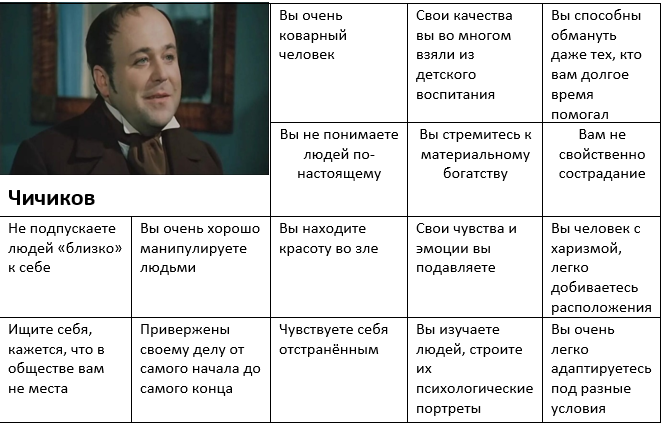 Вы очень
коварный
человек
Свои качества
вы во многом
взяли из
детского
воспитания
Вы способны
обмануть
даже тех, кто
вам долгое
время
помогал
Вы не понимаете
людей по-
настоящему
Вы стремитесь к
материальному
богатству
Вам не
свойственно
сострадание
Чичиков
Не подпускаете
людей «близко»
к себе
Вы очень хорошо
манипулируете
людьми
Вы находите
красоту во зле
Свои чувства и
эмоции вы
подавляете
Вы человек с
харизмой,
легко
добиваетесь
расположения
Ищите себя,
кажется, что в
обществе вам
не места
Привержены
своему делу от
самого начала до
самого конца
Чувствуете себя
отстранённым
Вы изучаете
людей, строите
их
психологические
портреты
Вы очень
легко
адаптируетесь
под разные
условия